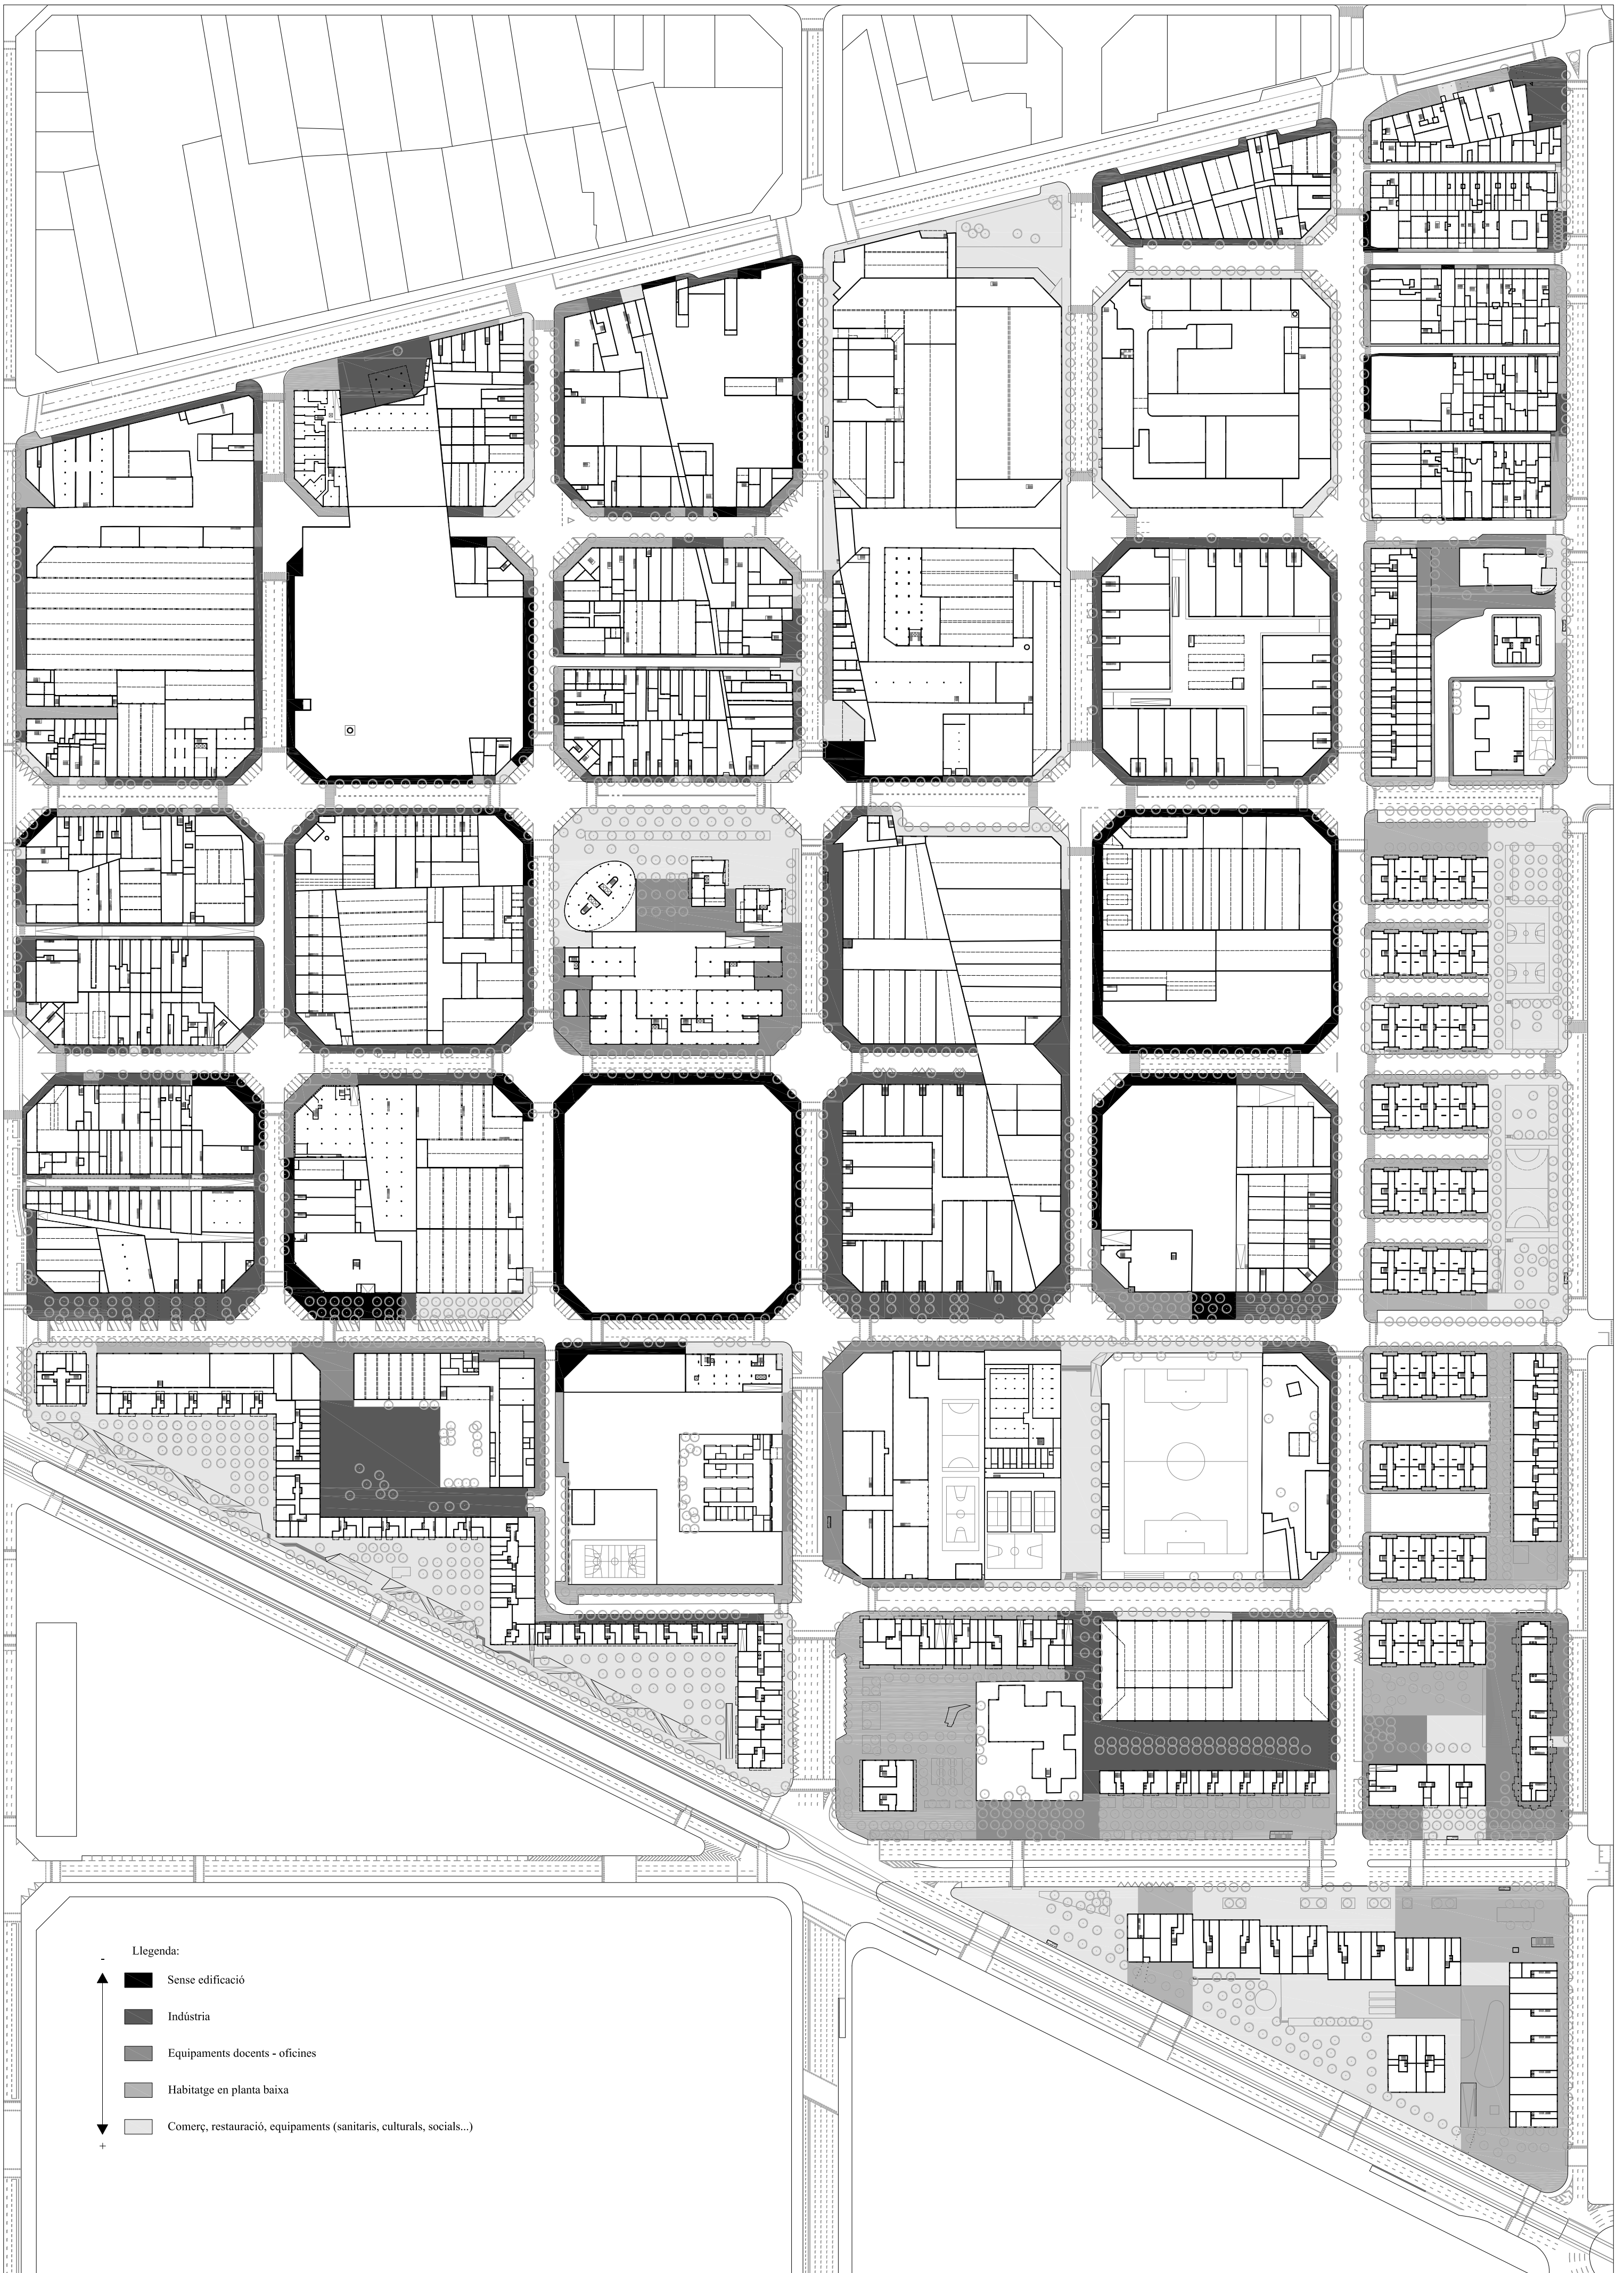 Llegenda:
-
Sense edificació
Indústria
Equipaments docents - oficines
Habitatge en planta baixa
Comerç, restauració, equipaments (sanitaris, culturals, socials...)
+